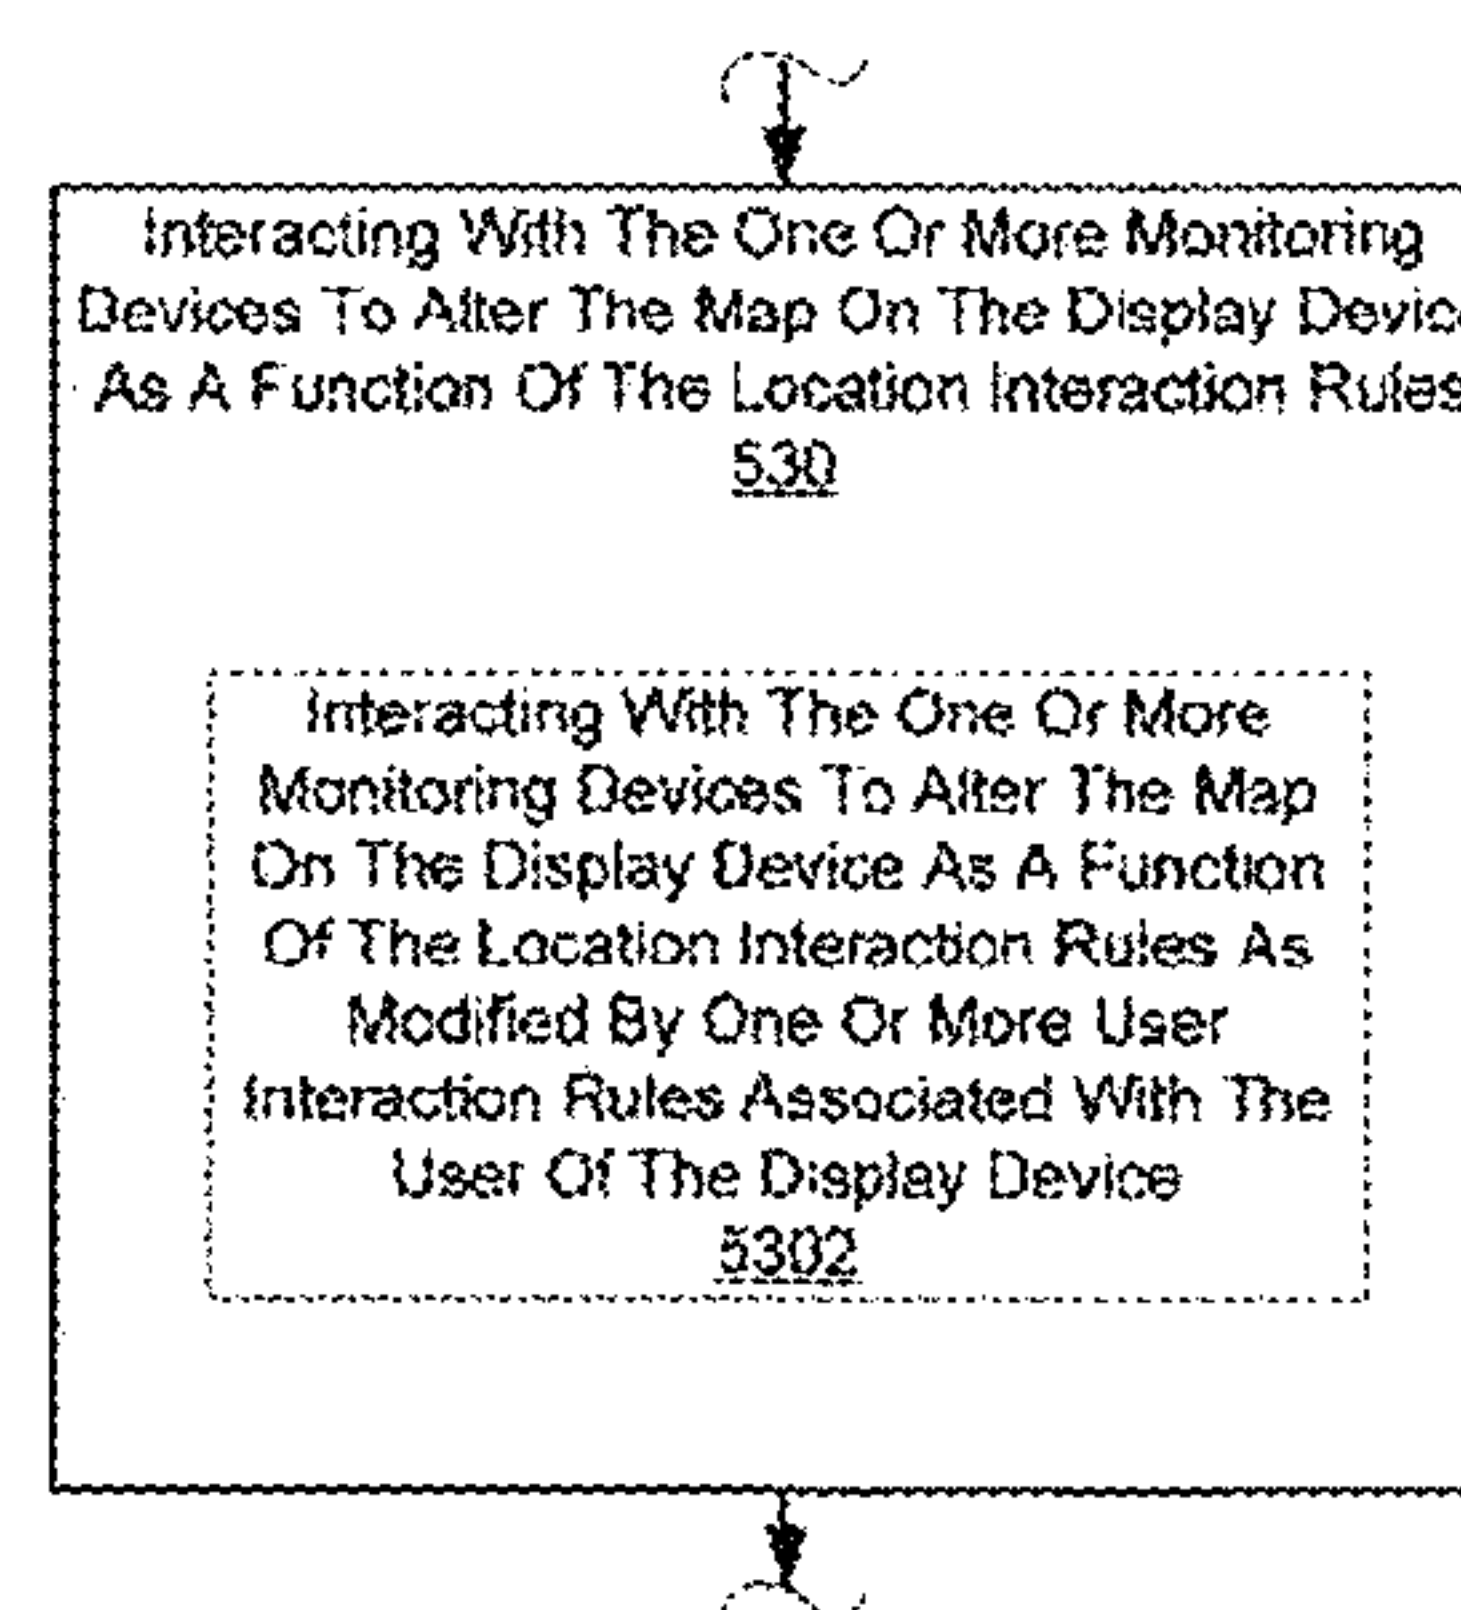 Interacting With The One Or More Monitoring
Devices To Alter The Map On The Display Devic
As A Function Of The Location Interaction Rules
530
Interacting With The One Or More
Monitoring Devices To Alter The Map
On The Display Device As A Function
Of The Location Interaction Rules As
Modified By One Or More User
Interaction Rules Associated With The
User Of The Display Device
5302